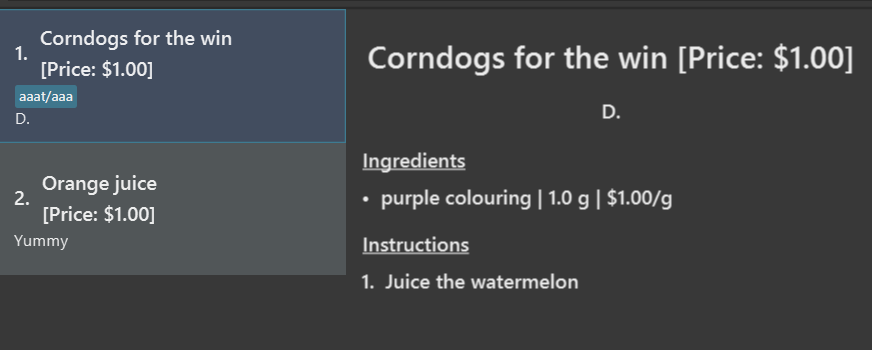 1. Corndogs for the win
[Price: $1.00]
aaat/aaa
D.
2. Orange juice
[Price: $1.00]
Yummy
Corndogs for the win [Price: $1.00]
D.
Ingredients
• purple colouring | 1.0 g | $1.00/g
Instructions
1. Juice the watermelon